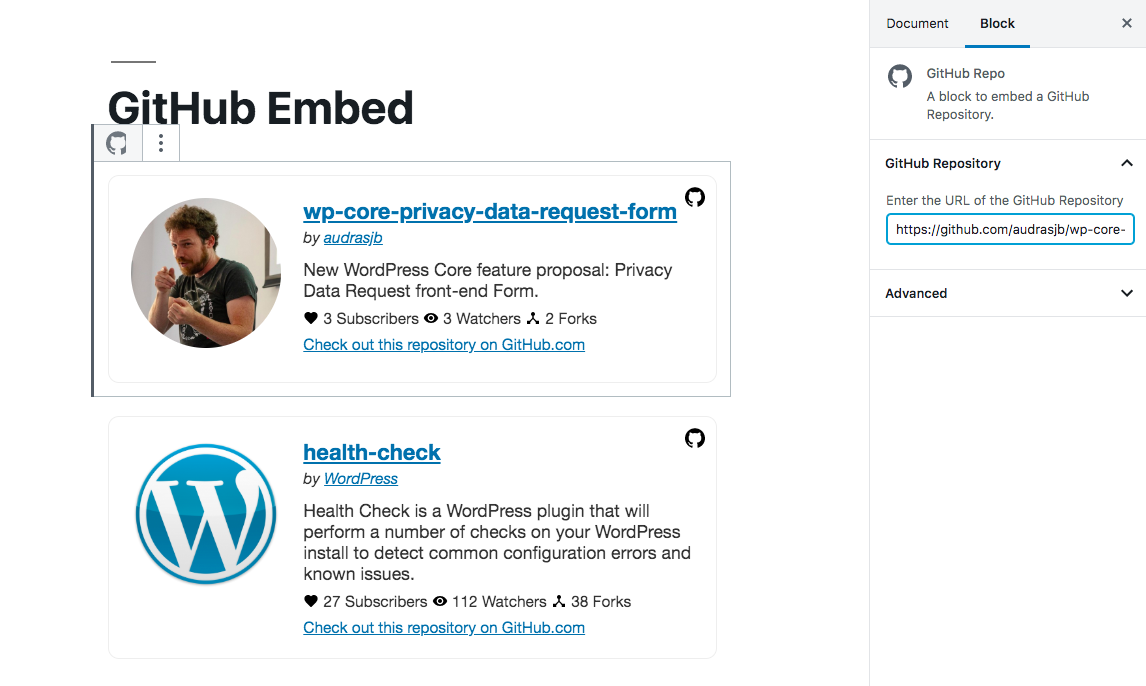 Document Block
GitHub Repo
A block to embed a GitHub
Repository.
GitHub Repository
Enter the URL of the GitHub Repository
https://github.com/audrasjb/wp-core-
Advanced
GitHub Embed
wp-core-privacy-data-request-form
by audrasjb
New WordPress Core feature proposal: Privacy
Data Request front-end Form.
3 Subscribers 3 Watchers 2 Forks
Check out this repository on GitHub.com
health-check
by WordPress
Health Check is a WordPress plugin that will
perform a number of checks on your WordPress
install to detect common configuration errors and
known issues.
27 Subscribers 112 Watchers 38 Forks
Check out this repository on GitHub.com